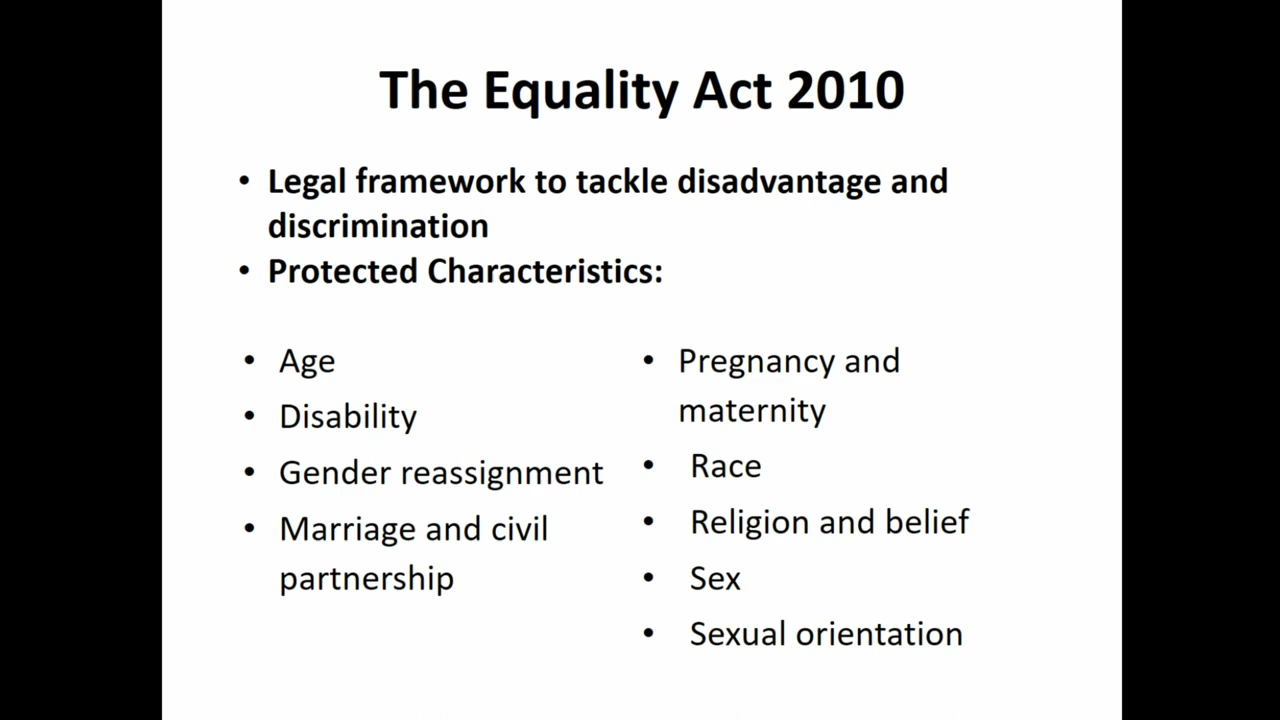 The Equality Act 2010
• Legal framework to tackle disadvantage and
discrimination
• Protected Characteristics:
• Age
• Disability
• Gender reassignment
• Marriage and civil
partnership
• Pregnancy and
maternity
• Race
• Religion and belief
• Sex
• Sexual orientation